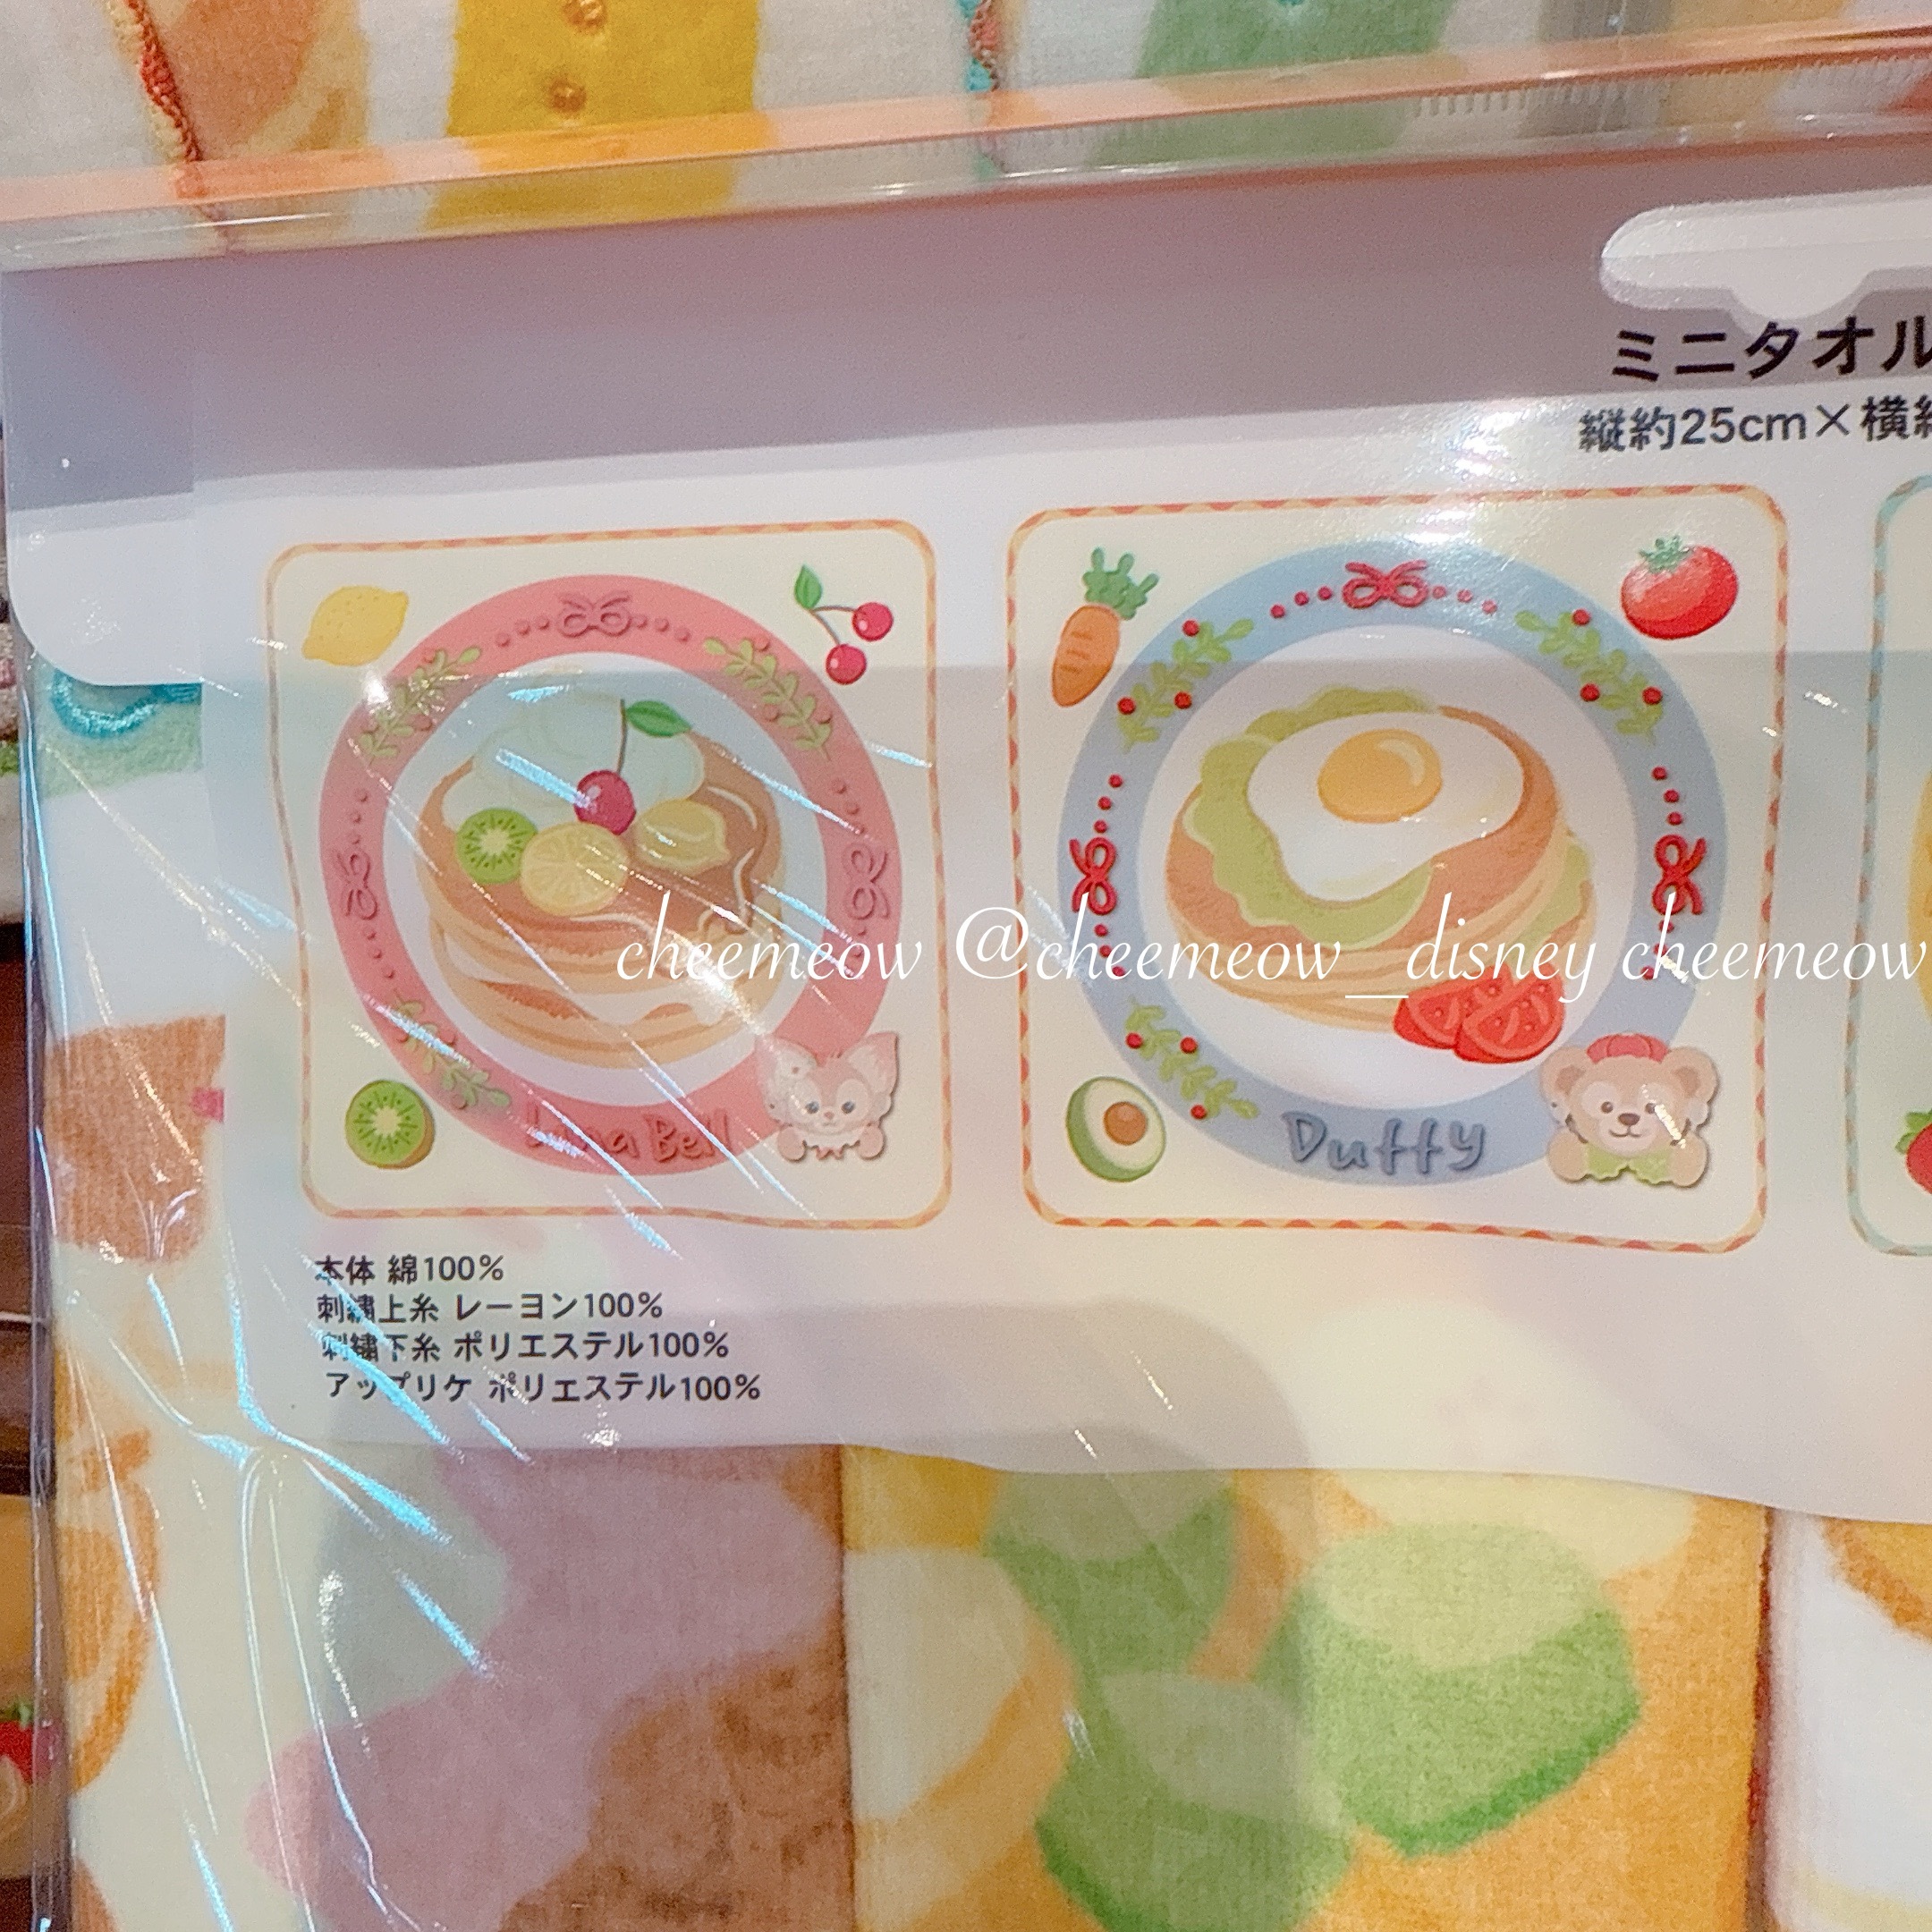 ミニタオル
縦約25cm×横約
Lina Bell
Duffy
cheemeow @cheemeow_disney cheemeow
本体 綿100%
刺繍上糸 レーヨン100%
刺繍下糸 ポリエステル100%
アップリケ ポリエステル100%